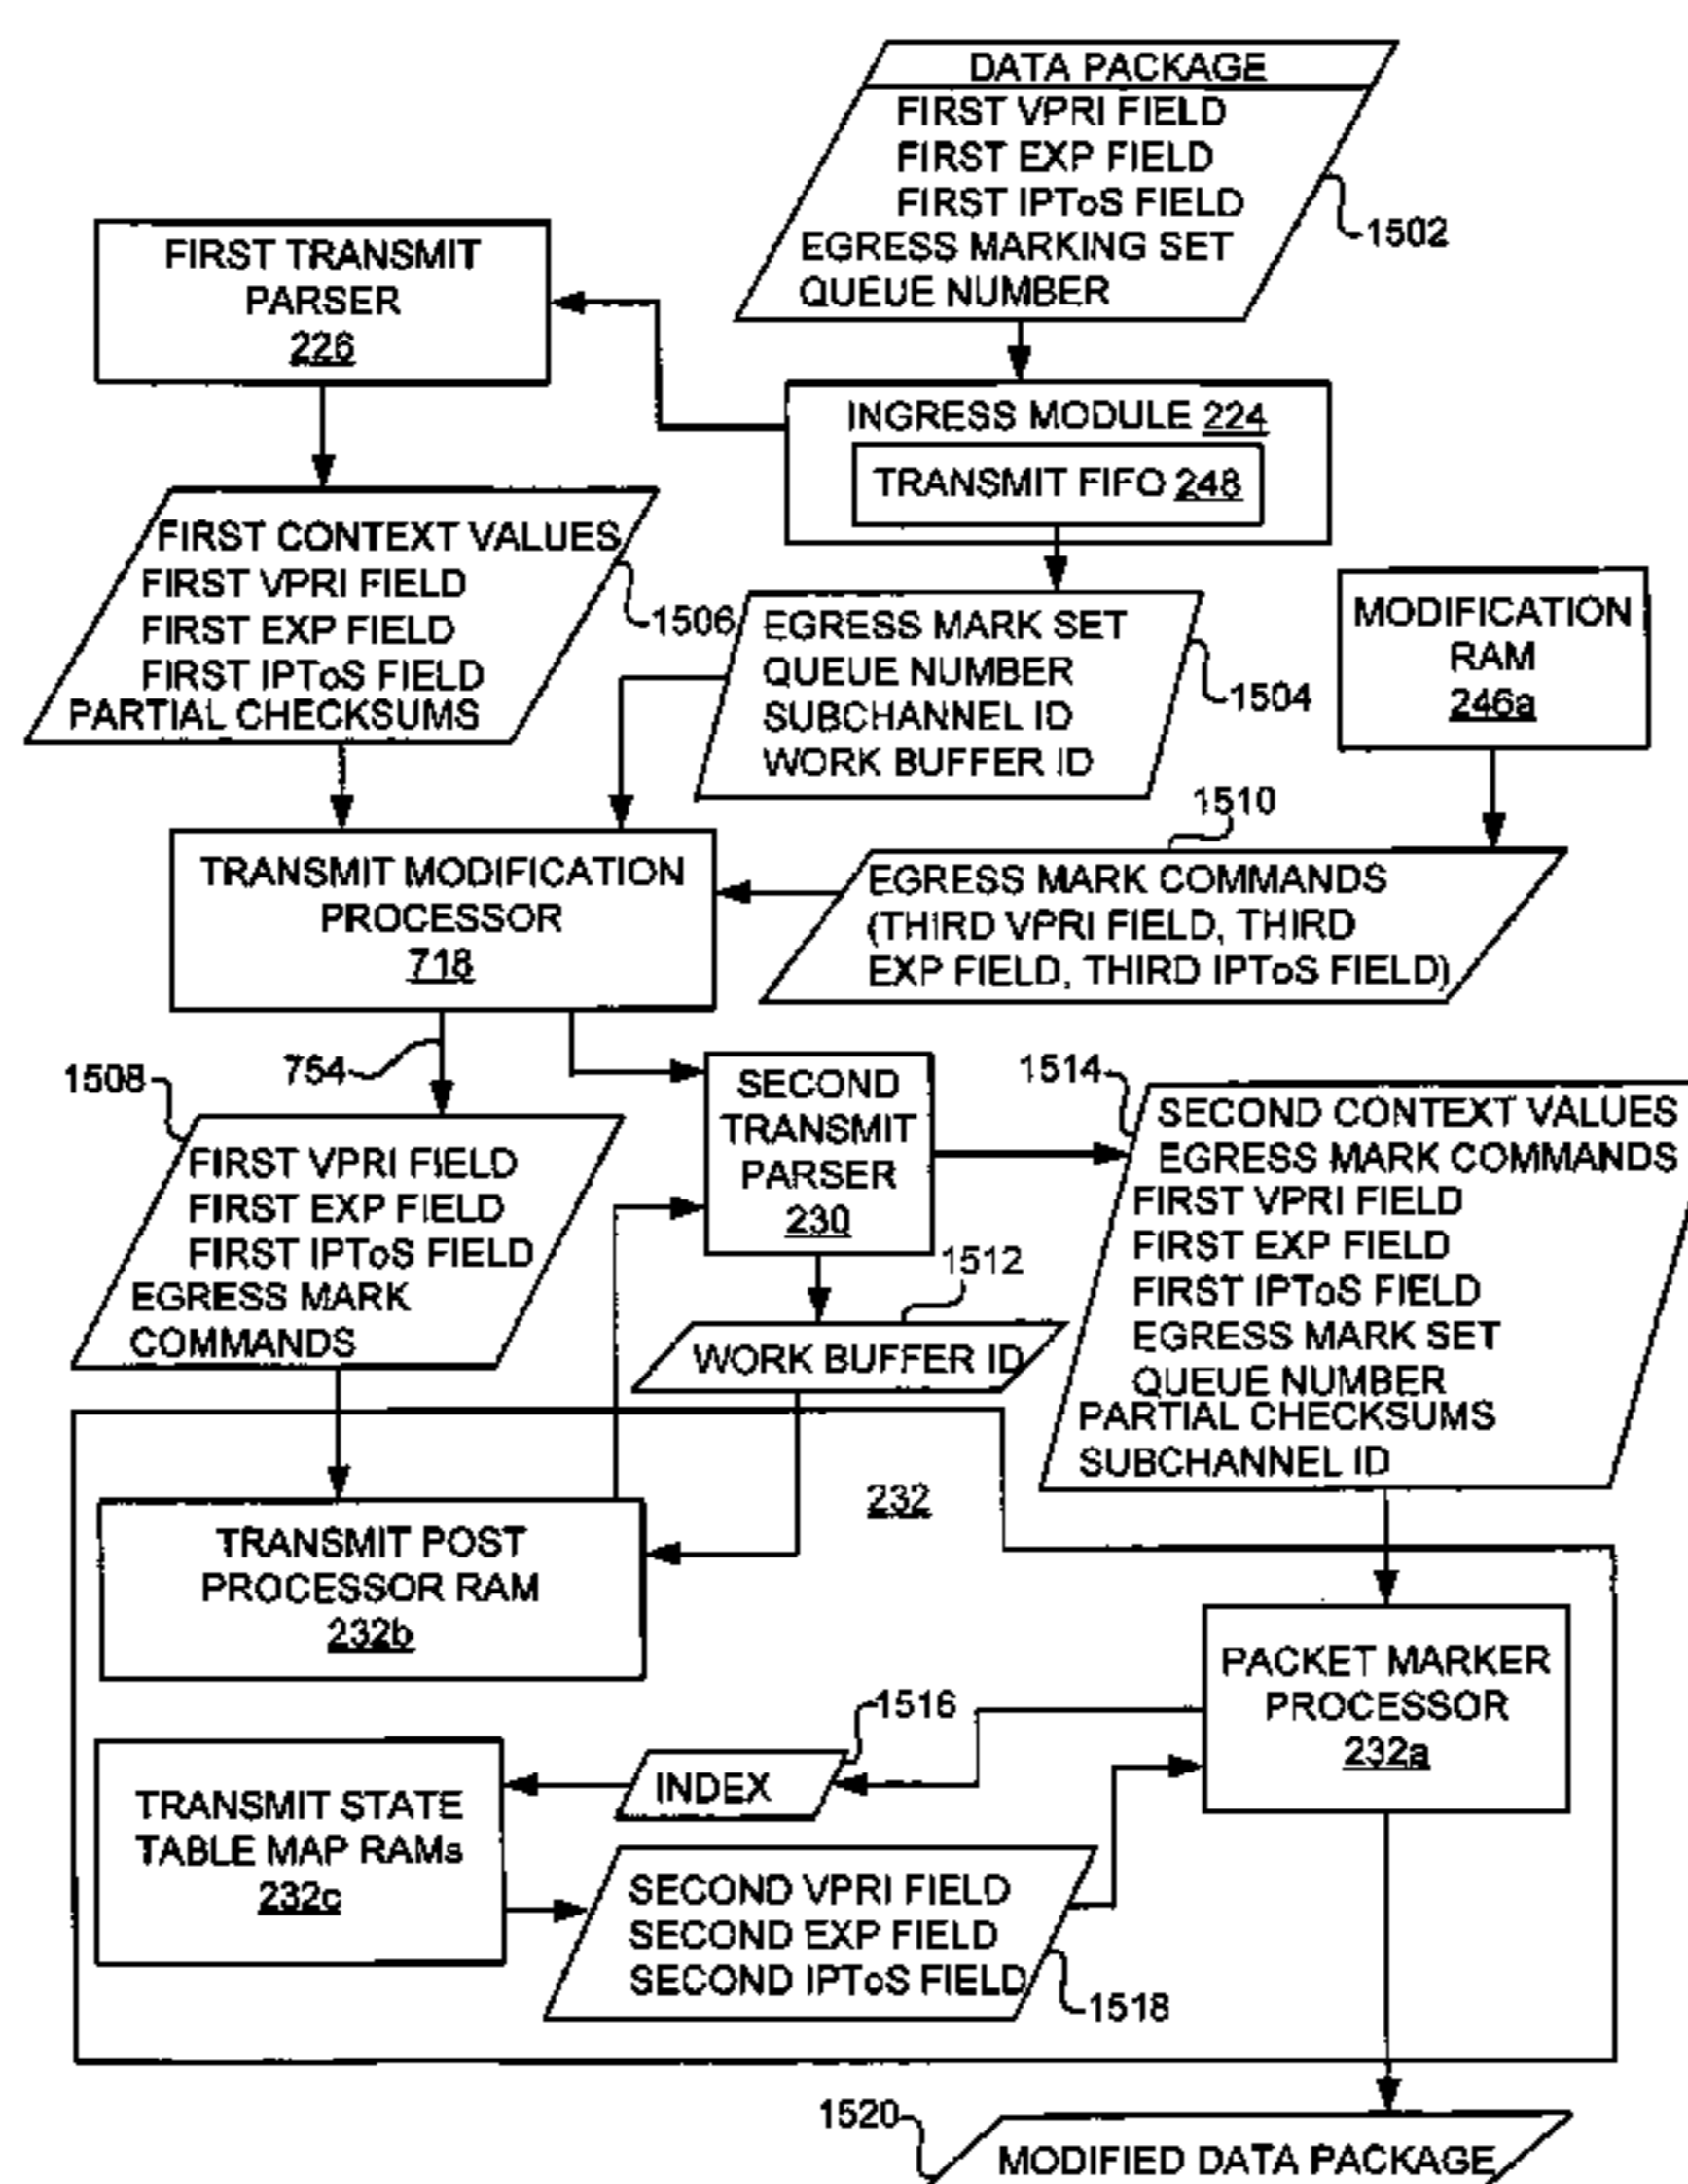 DATA PACKAGE
FIRST VPRI FIELD
FIRST EXP FIELD
FIRST IPToS FIELD
EGRESS MARKING SET
QUEUE NUMBER
1502
FIRST TRANSMIT
PARSER
226
INGRESS MODULE 224
TRANSMIT FIFO 248
FIRST CONTEXT VALUES
FIRST VPRI FIELD
FIRST EXP FIELD
FIRST IPToS FIELD
PARTIAL CHECKSUMS
1506
EGRESS MARK SET
QUEUE NUMBER
SUBCHANNEL ID
WORK BUFFER ID
1504
MODIFICATION
RAM
246a
1510
TRANSMIT MODIFICATION
PROCESSOR
718
EGRESS MARK COMMANDS
(THIRD VPRI FIELD, THIRD
EXP FIELD, THIRD IPToS FIELD)
1508
754
FIRST VPRI FIELD
FIRST EXP FIELD
FIRST IPToS FIELD
EGRESS MARK
COMMANDS
SECOND
TRANSMIT
PARSER
230
1512
WORK BUFFER ID
1514
SECOND CONTEXT VALUES
EGRESS MARK COMMANDS
FIRST VPRI FIELD
FIRST EXP FIELD
FIRST IPToS FIELD
EGRESS MARK SET
QUEUE NUMBER
PARTIAL CHECKSUMS
SUBCHANNEL ID
232
TRANSMIT POST
PROCESSOR RAM
232b
PACKET MARKER
PROCESSOR
232a
1516
INDEX
TRANSMIT STATE
TABLE MAP RAMs
232c
SECOND VPRI FIELD
SECOND EXP FIELD
SECOND IPToS FIELD
1518
1520
MODIFIED DATA PACKAGE